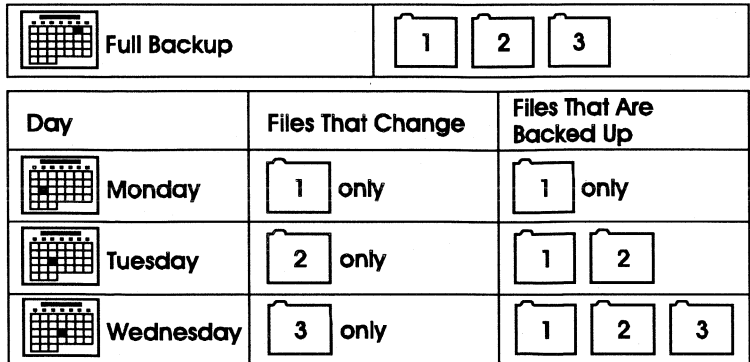 Full Backup 1 2 3
Day Files That Change Files That Are Backed Up
Monday 1 only 1 only
Tuesday 2 only 1 2
Wednesday 3 only 1 2 3